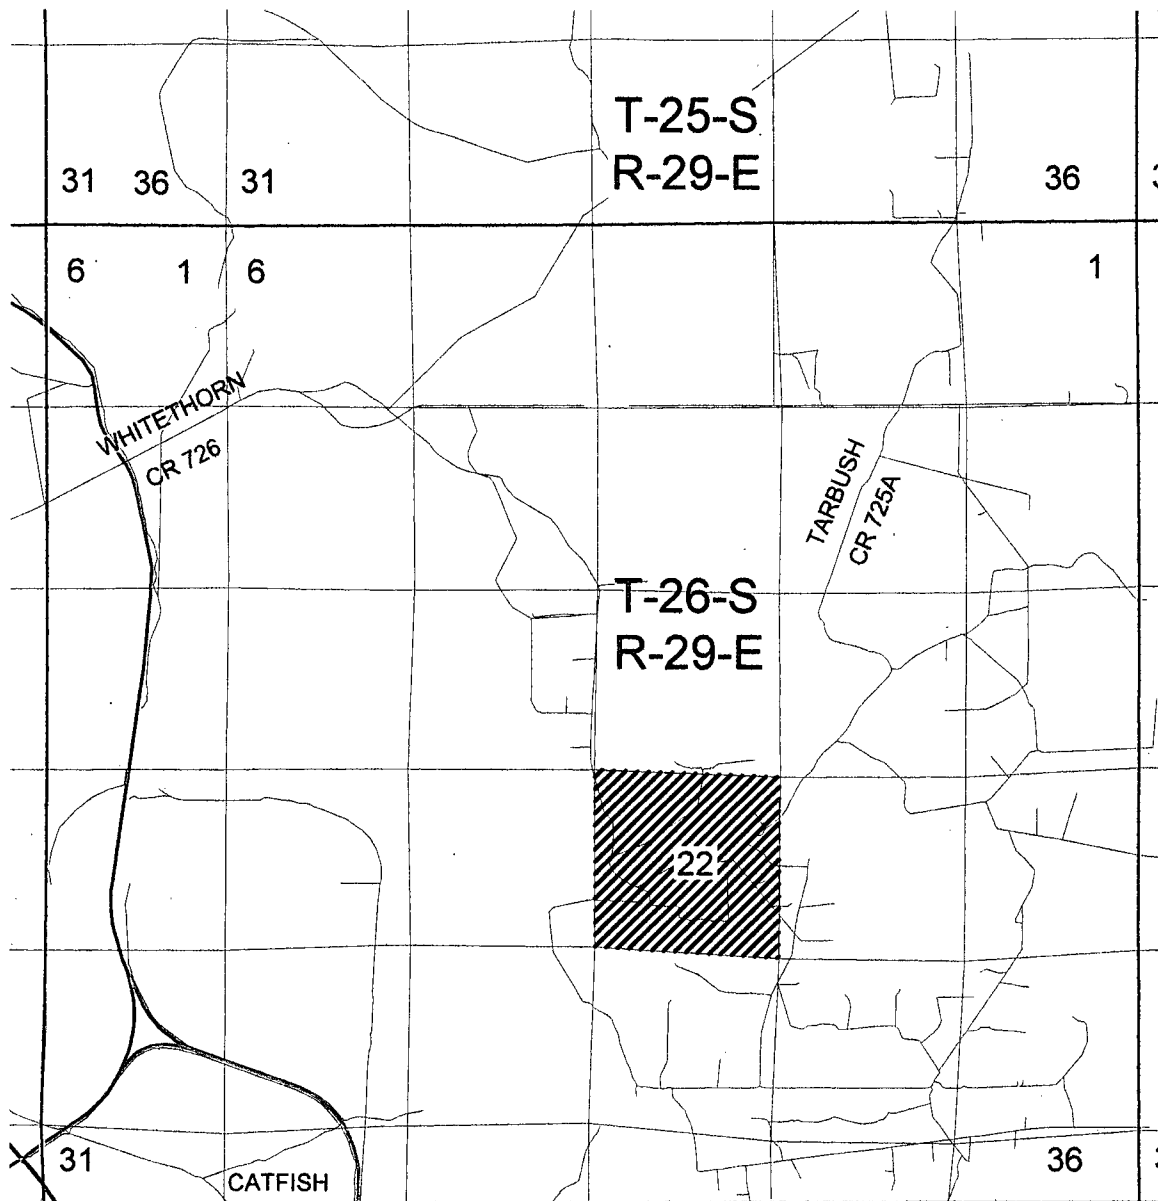 T-25-S
R-29-E
31 36 31 36
6 1 6 1
WHITETHORN
CR 726
TARBUSH
CR 725A
T-26-S
R-29-E
22
31 36
CATFISH